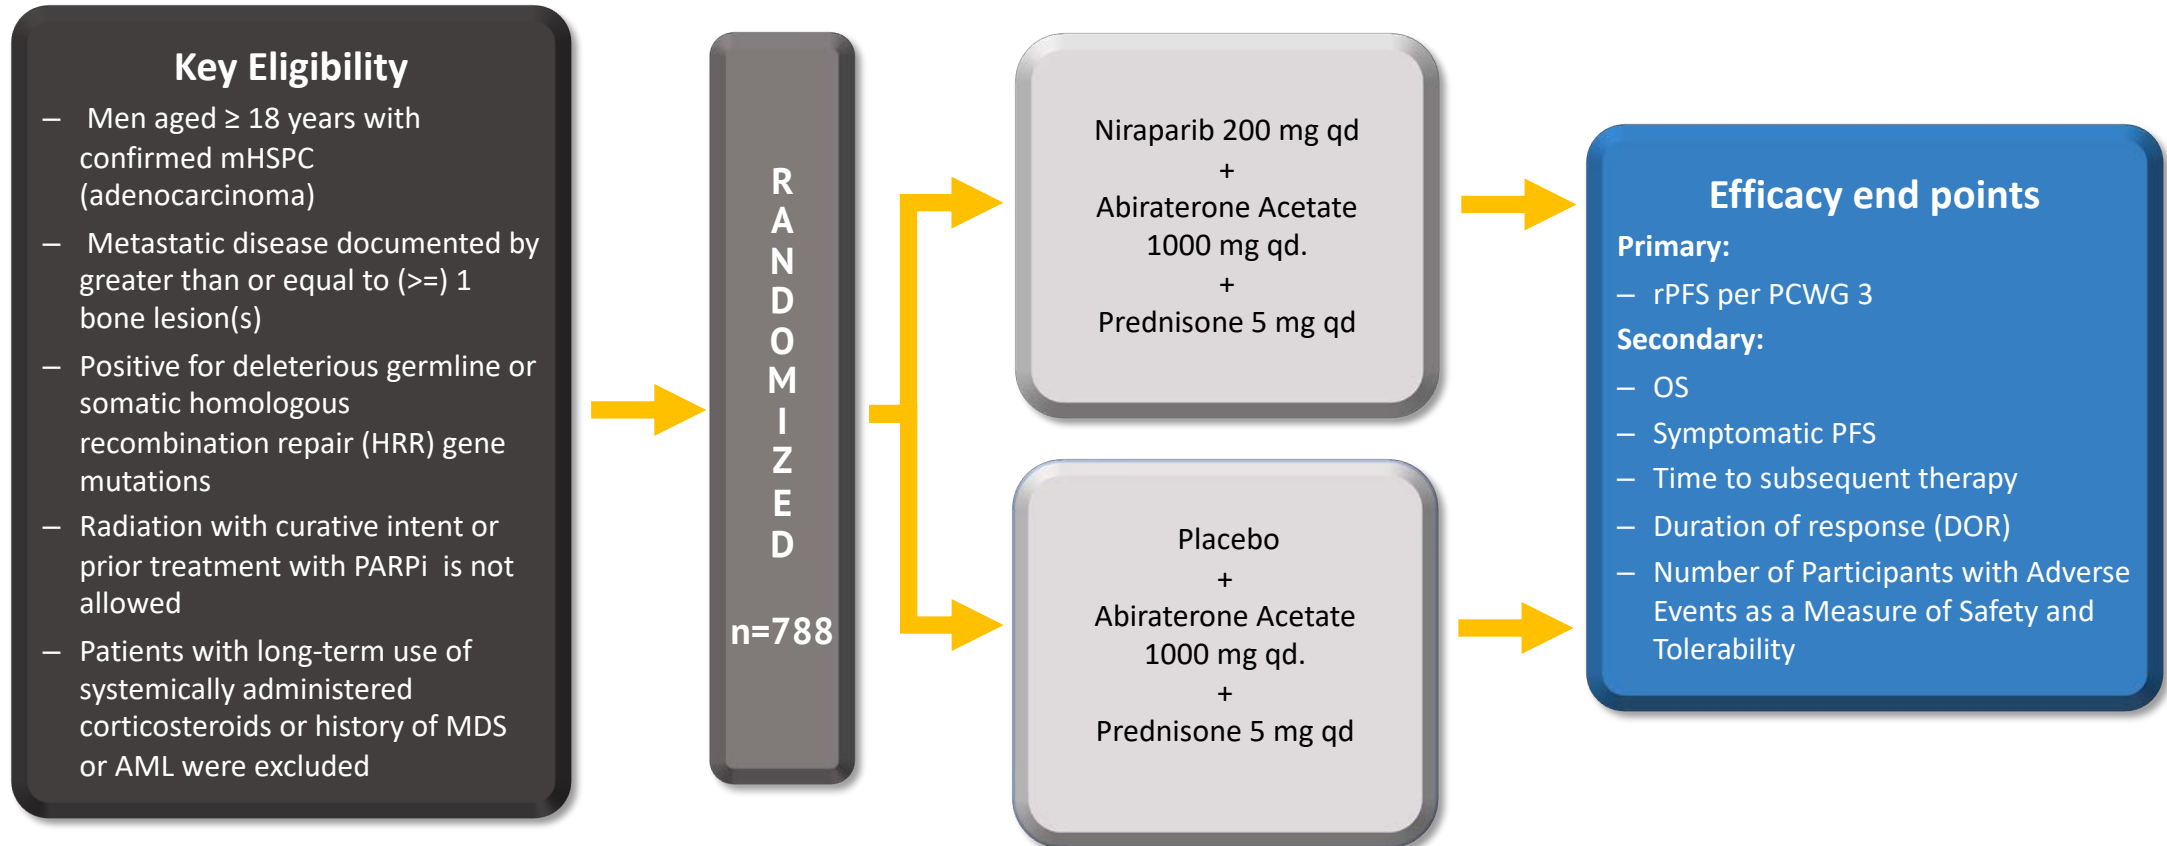 Key Eligibility
– Men aged ≥ 18 years with
confirmed mHSPC
(adenocarcinoma)
– Metastatic disease documented by
greater than or equal to (>=) 1
bone lesion(s)
– Positive for deleterious germline or
somatic homologous
recombination repair (HRR) gene
mutations
– Radiation with curative intent or
prior treatment with PARPi is not
allowed
– Patients with long-term use of
systemically administered
corticosteroids or history of MDS
or AML were excluded
RANDOMIZED
n=788
Niraparib 200 mg qd
+
Abiraterone Acetate
1000 mg qd.
+
Prednisone 5 mg qd
Placebo
+
Abiraterone Acetate
1000 mg qd.
+
Prednisone 5 mg qd
Efficacy end points
Primary:
– rPFS per PCWG 3
Secondary:
– OS
– Symptomatic PFS
– Time to subsequent therapy
– Duration of response (DOR)
– Number of Participants with Adverse
Events as a Measure of Safety and
Tolerability